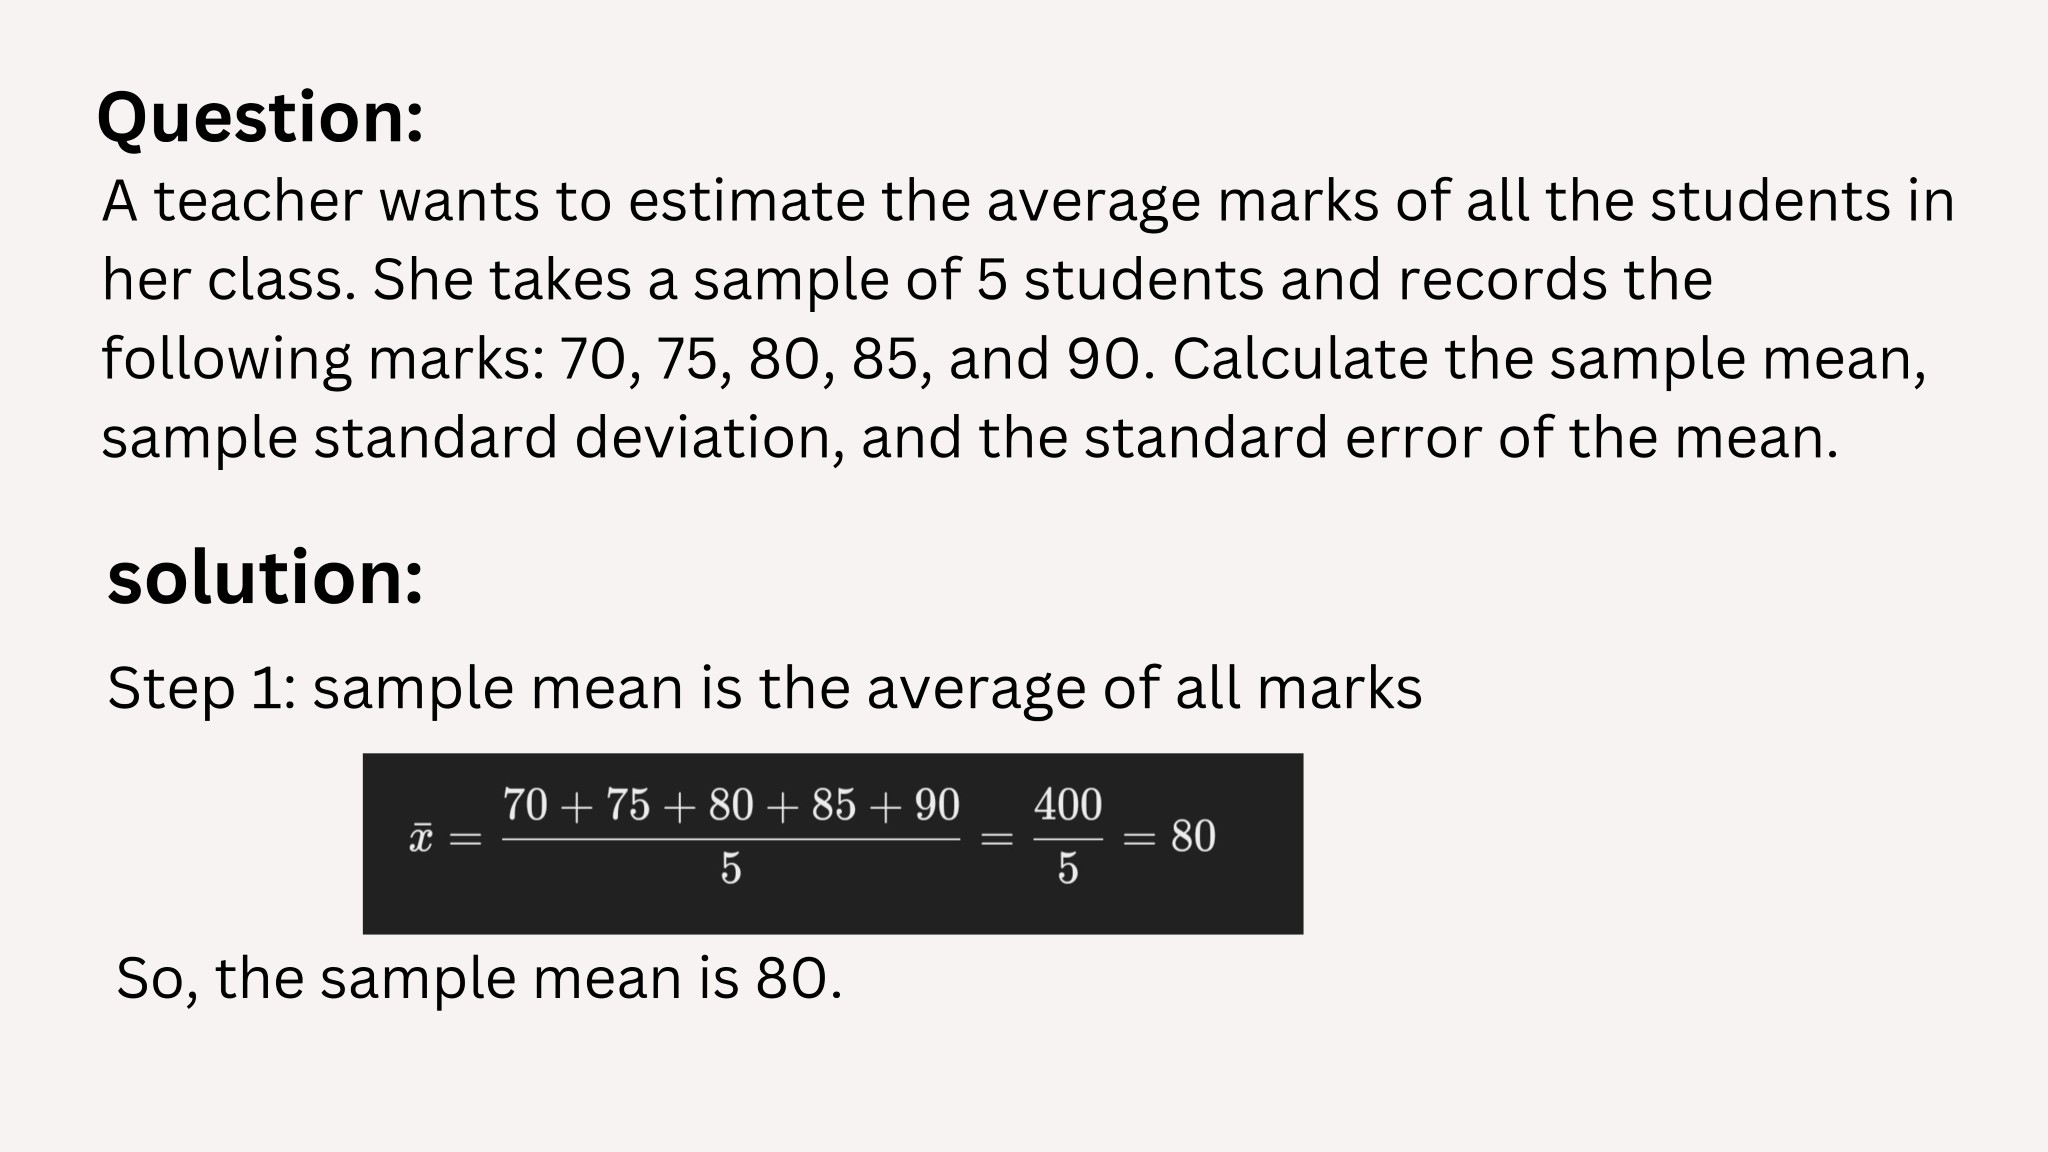 Question:
A teacher wants to estimate the average marks of all the students in
her class. She takes a sample of 5 students and records the
following marks: 70, 75, 80, 85, and 90. Calculate the sample mean,
sample standard deviation, and the standard error of the mean.
solution:
Step 1: sample mean is the average of all marks
x̄ = (70 + 75 + 80 + 85 + 90)/5 = 400/5 = 80
So, the sample mean is 80.